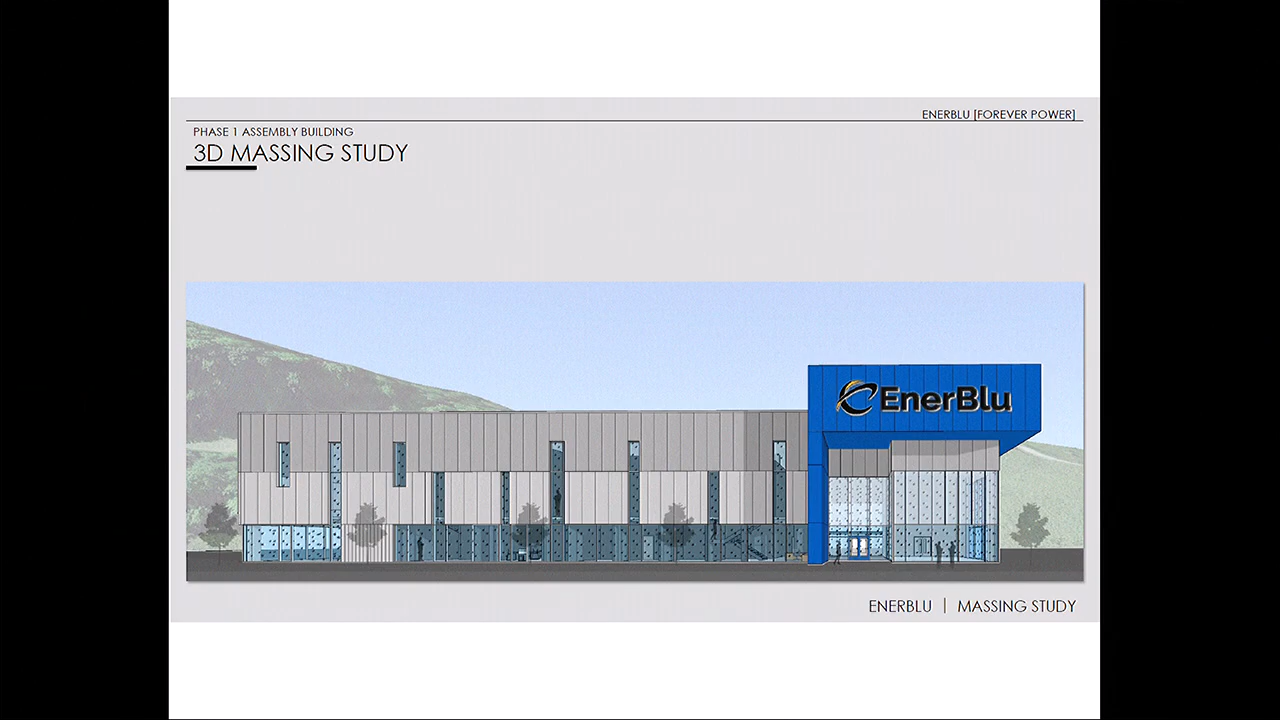 ENERBLU [FOREVER POWER]
PHASE 1 ASSEMBLY BUILDING
3D MASSING STUDY
EnerBlu
ENERBLU | MASSING STUDY